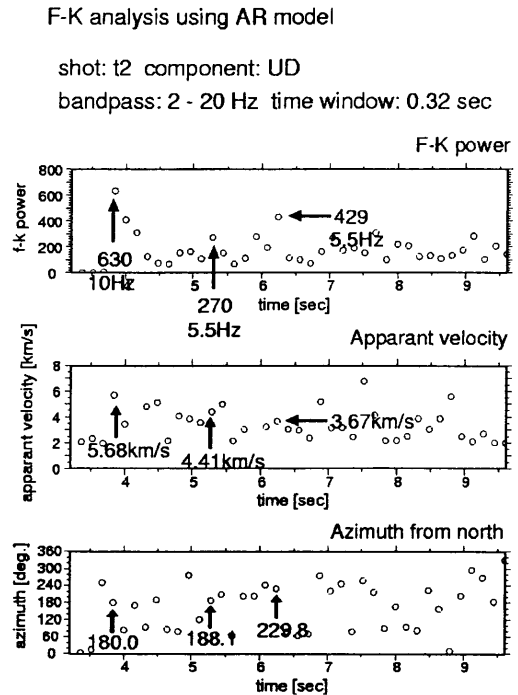 F-K analysis using AR model
shot: t2 component: UD
bandpass: 2 - 20 Hz time window: 0.32 sec
F-K power
f-k power
800
600
400
200
0
630
10Hz
270
5.5Hz
429
5.5Hz
time [sec]
4 5 6 7 8 9
Apparant velocity
apparant velocity [km/s]
8
6
4
2
0
5.68km/s
4.41km/s
3.67km/s
4 5 6 7 8 9
time [sec]
Azimuth from north
azimuth [deg.]
360
300
240
180
120
60
0
180.0
188.
229.8
4 5 6 7 8 9
time [sec]